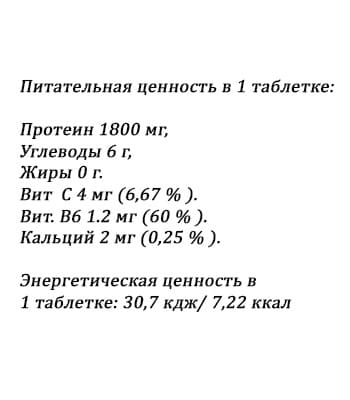 Питательная ценность в 1 таблетке:
Протеин 1800 мг,
Углеводы 6 г,
Жиры 0 г.
Вит С 4 мг (6,67 % ).
Вит. В6 1.2 мг (60 % ).
Кальций 2 мг (0,25 % ).
Энергетическая ценность в
1 таблетке: 30,7 кдж/ 7,22 ккал